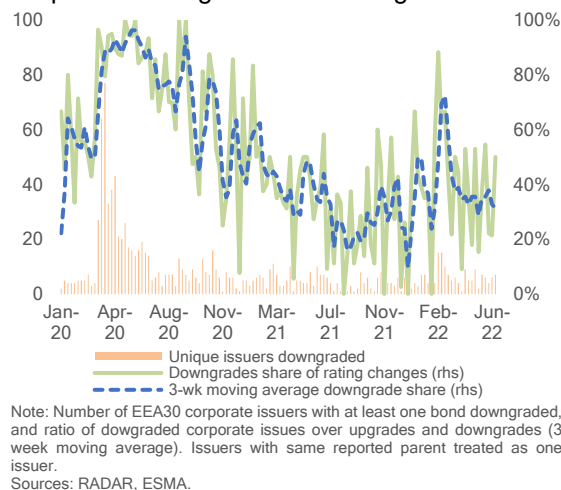 100 100%
80 80%
60 60%
40 40%
20 20%
0 0%
Jan- Apr- Aug- Nov- Mar- Jul- Nov- Feb- Jun-
20 20 20 20 21 21 21 22 22
Unique issuers downgraded
Downgrades share of rating changes (rhs)
3-wk moving average downgrade share (rhs)
Note: Number of EEA30 corporate issuers with at least one bond downgraded,
and ratio of dowgraded corporate issues over upgrades and downgrades (3
week moving average). Issuers with same reported parent treated as one
issuer.
Sources: RADAR, ESMA.